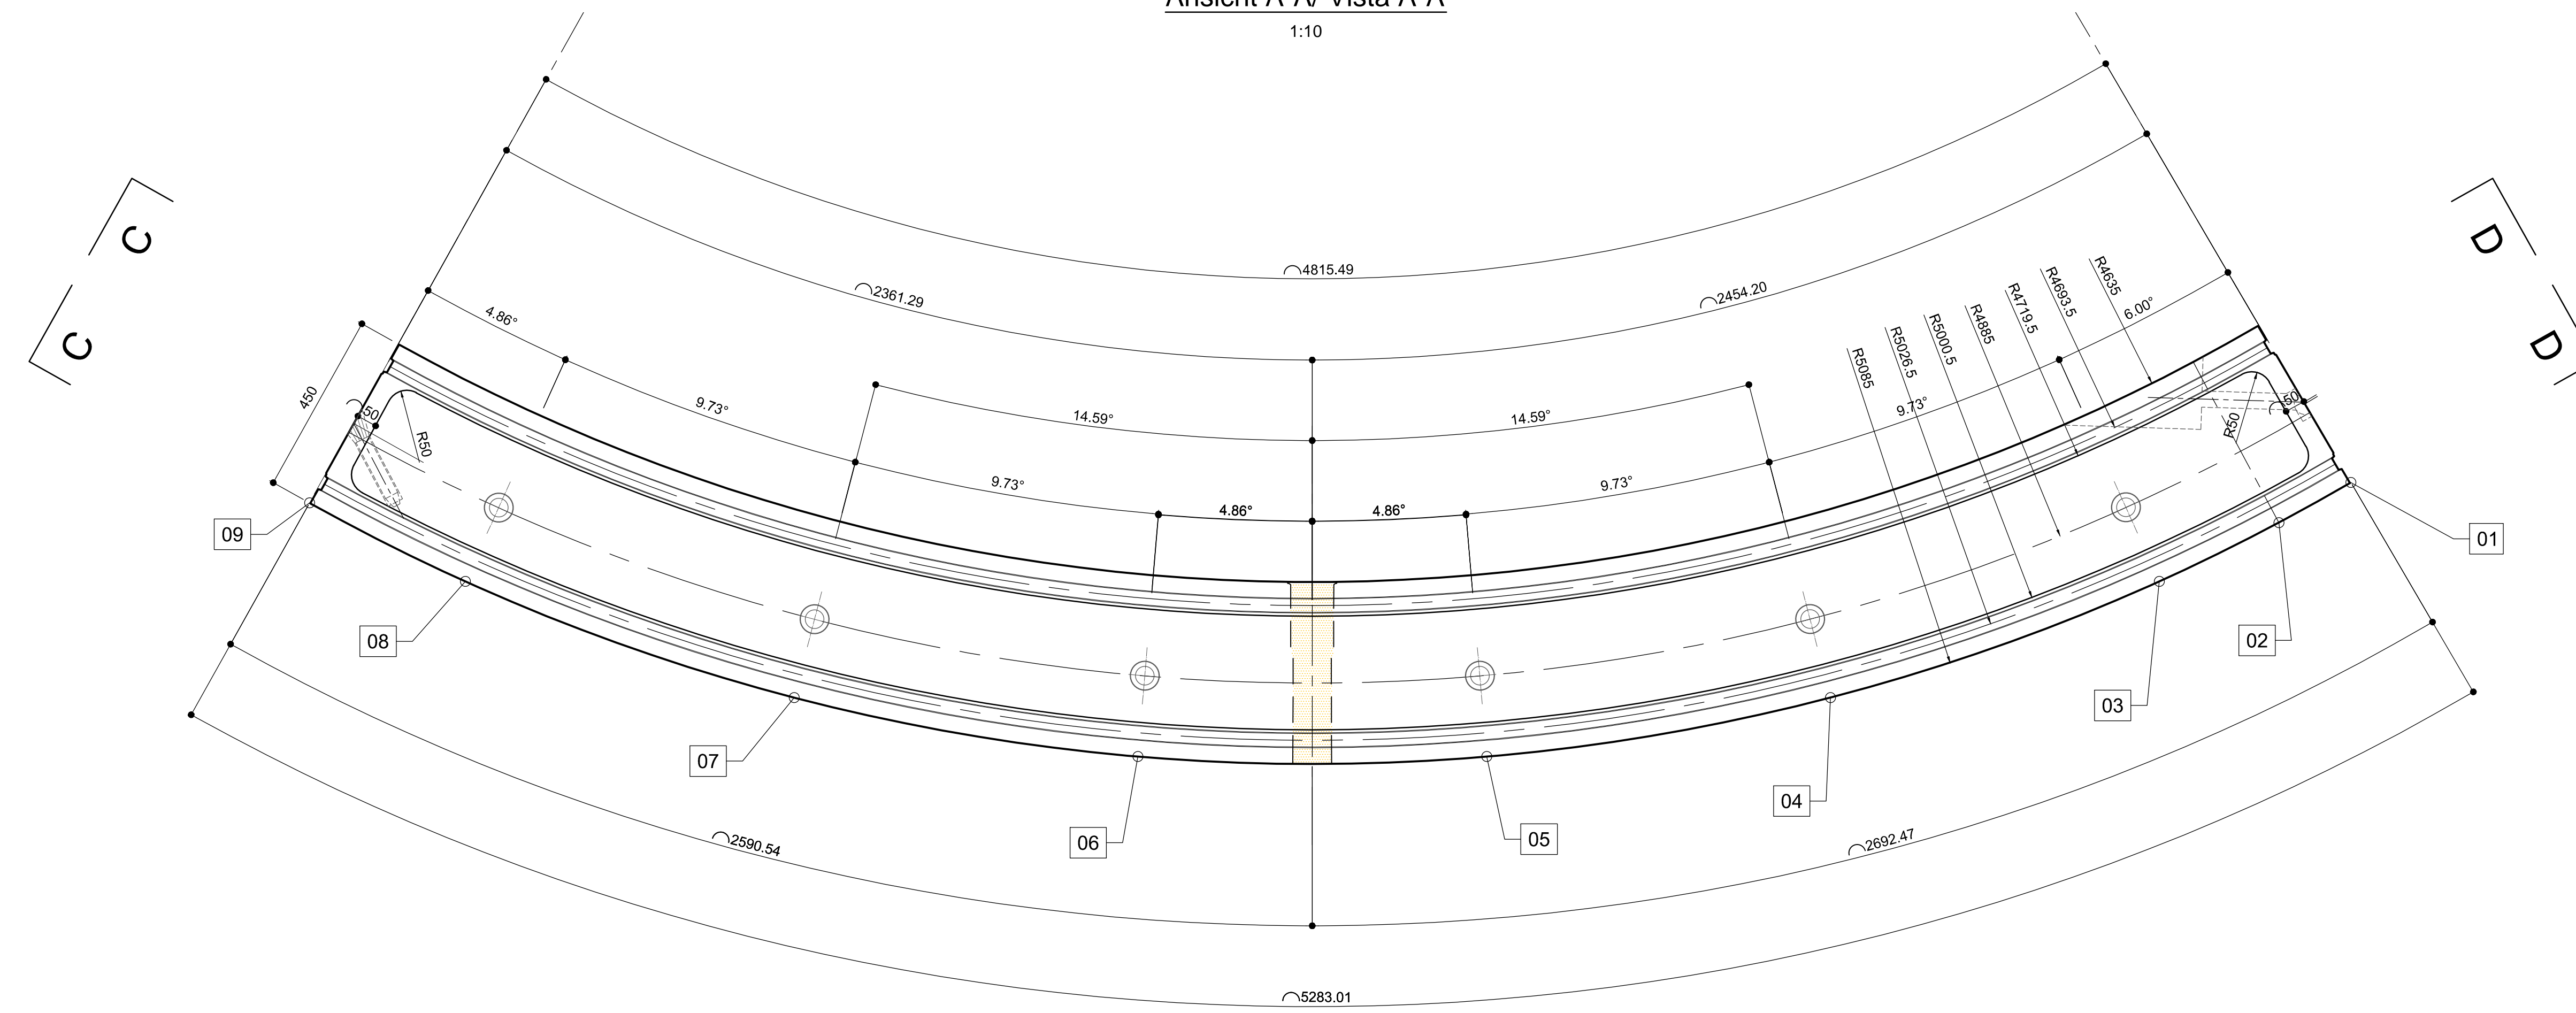 Ansicht A-A/ Vista A-A
1:10
C
C
D
D
4815.49
2361.29
2454.20
4.86°
9.73°
14.59°
14.59°
9.73°
6.00°
9.73°
4.86°
4.86°
9.73°
R5085
R5026.5
R5000.5
R4885
R4719.5
R4693.5
R4635
450
50
R50
50
R50
09
08
07
06
05
04
03
02
01
2590.54
2692.47
5283.01